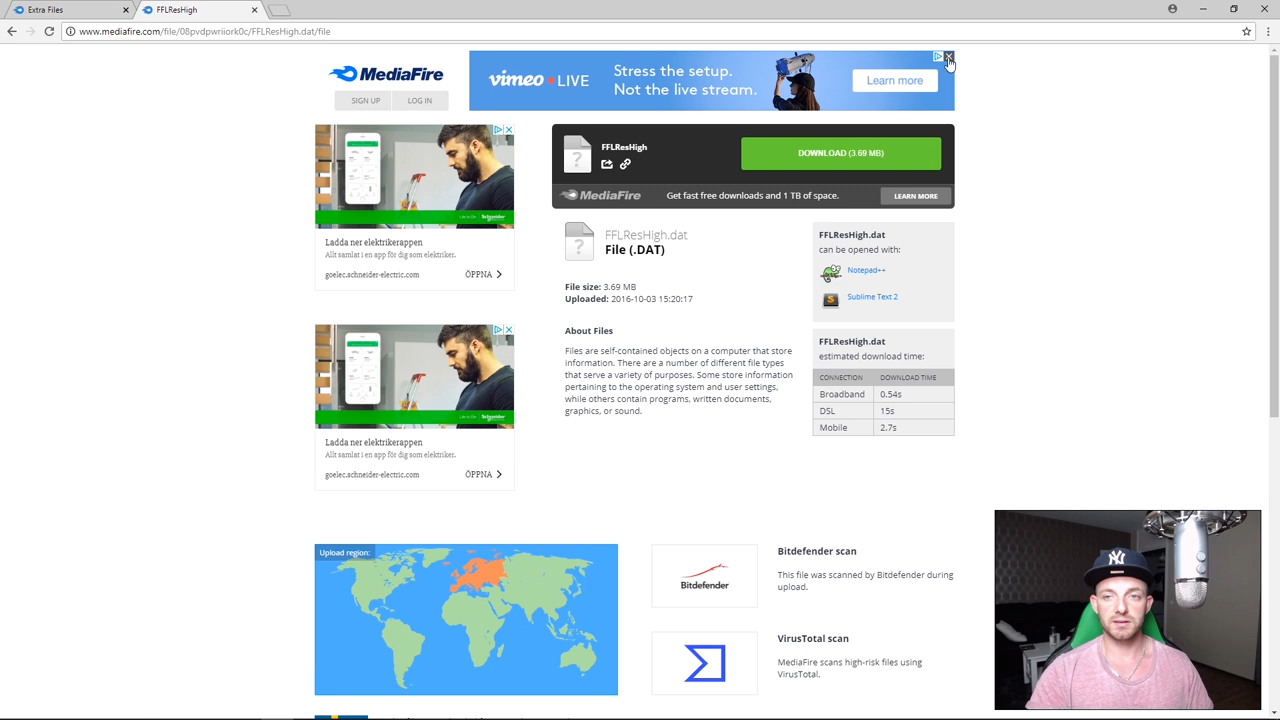 Extra Files
FFLResHigh
www.mediafire.com/file/08pvdpwriiork0c/FFLResHigh.dat/file
MediaFire
SIGN UP
LOG IN
vimeo LIVE
Stress the setup.
Not the live stream.
Learn more
Life Is On Schneider
Ladda ner elektrikerappen
Allt samlat i en app för dig som elektriker.
goelec.schneider-electric.com
ÖPPNA
Life Is On Schneider
Ladda ner elektrikerappen
Allt samlat i en app för dig som elektriker.
goelec.schneider-electric.com
ÖPPNA
FFLResHigh
DOWNLOAD (3.69 MB)
MediaFire
Get fast free downloads and 1 TB of space.
LEARN MORE
FFLResHigh.dat
File (.DAT)
File size: 3.69 MB
Uploaded: 2016-10-03 15:20:17
About Files
Files are self-contained objects on a computer that store
information. There are a number of different file types
that serve a variety of purposes. Some store information
pertaining to the operating system and user settings,
while others contain programs, written documents,
graphics, or sound.
FFLResHigh.dat
can be opened with:
Notepad++
Sublime Text 2
FFLResHigh.dat
estimated download time:
CONNECTION DOWNLOAD TIME
Broadband 0.54s
DSL 15s
Mobile 2.7s
Upload region:
Bitdefender
Bitdefender scan
This file was scanned by Bitdefender during
upload.
VirusTotal scan
MediaFire scans high-risk files using
VirusTotal.
NY